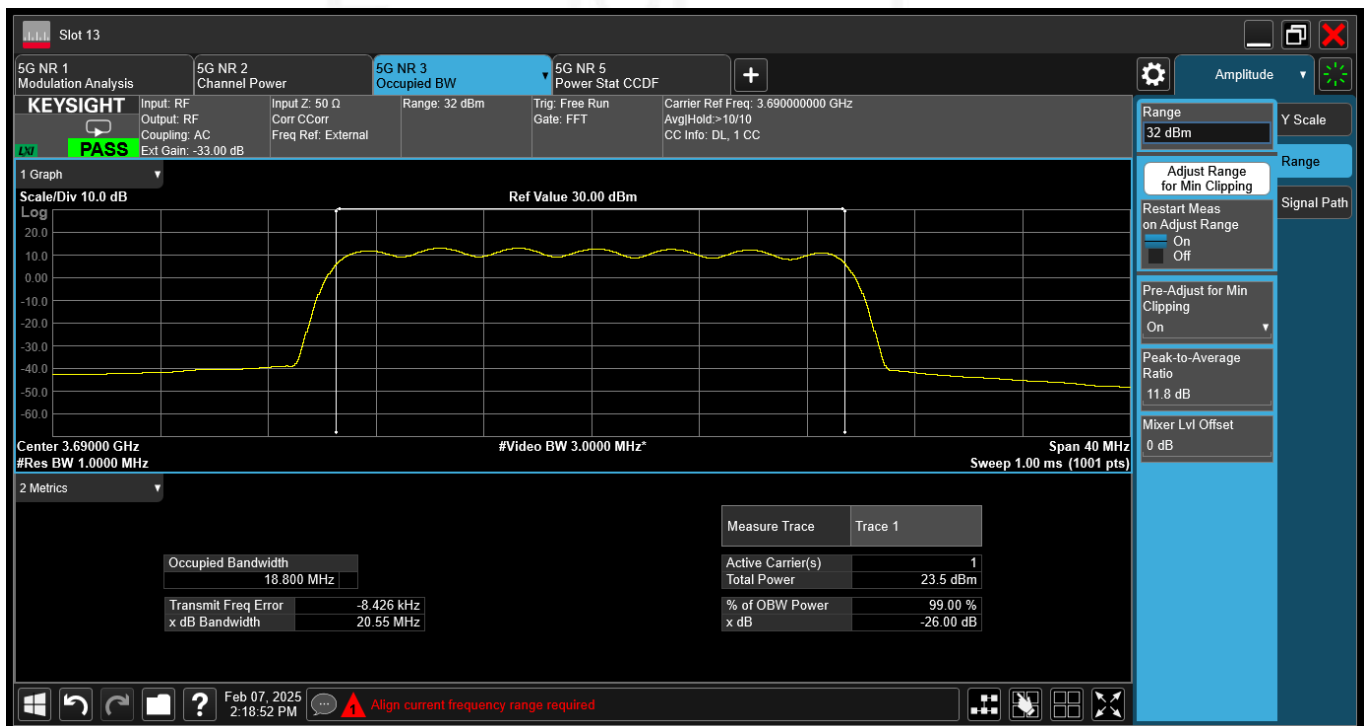 Slot 13
5G NR 1
Modulation Analysis
5G NR 2
Channel Power
5G NR 3
Occupied BW
5G NR 5
Power Stat CCDF
Amplitude
KEYSIGHT
LXI
PASS
Input: RF
Output: RF
Coupling: AC
Ext Gain: -33.00 dB
Input Z: 50 Ω
Corr CCorr
Freq Ref: External
Range: 32 dBm
Trig: Free Run
Gate: FFT
Carrier Ref Freq: 3.690000000 GHz
Avg|Hold:>10/10
CC Info: DL, 1 CC
1 Graph
Scale/Div 10.0 dB
Ref Value 30.00 dBm
Log
20.0
10.0
0.00
-10.0
-20.0
-30.0
-40.0
-50.0
-60.0
Center 3.69000 GHz
#Video BW 3.0000 MHz*
Span 40 MHz
#Res BW 1.0000 MHz
Sweep 1.00 ms (1001 pts)
2 Metrics
Measure Trace Trace 1
Occupied Bandwidth
18.800 MHz
Transmit Freq Error -8.426 kHz
x dB Bandwidth 20.55 MHz
Active Carrier(s) 1
Total Power 23.5 dBm
% of OBW Power 99.00 %
x dB -26.00 dB
Range
32 dBm
Adjust Range
for Min Clipping
Restart Meas
on Adjust Range
On
Off
Pre-Adjust for Min
Clipping
On
Peak-to-Average
Ratio
11.8 dB
Mixer Lvl Offset
0 dB
Y Scale
Range
Signal Path
?
Feb 07, 2025
2:18:52 PM
1
Align current frequency range required